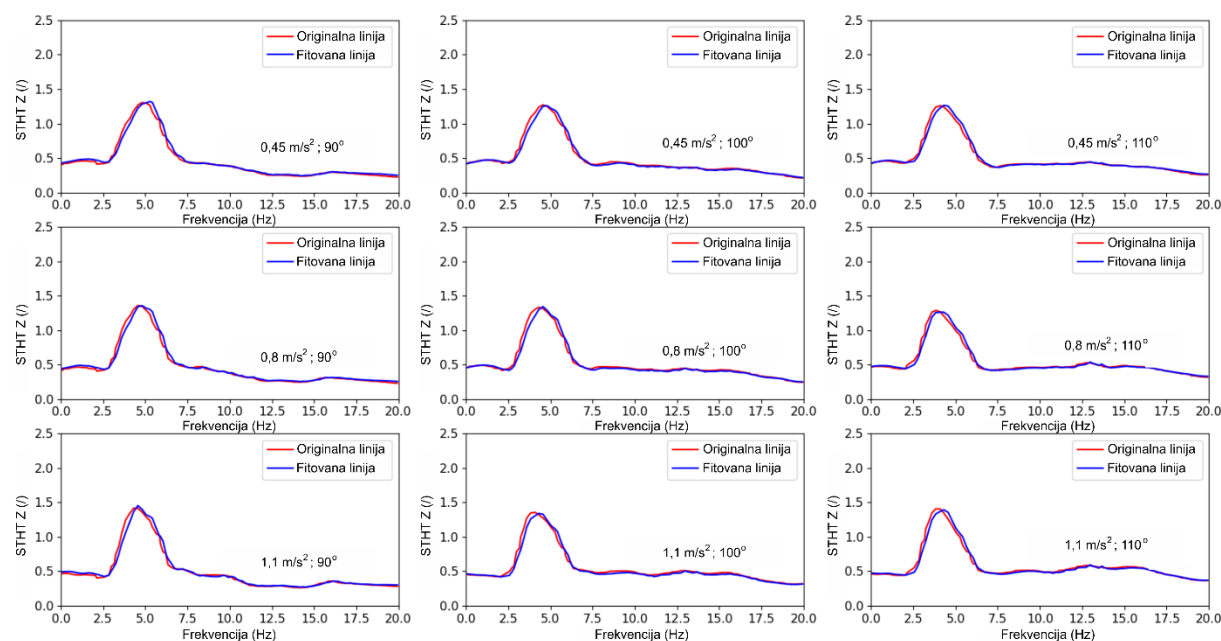 2.5
2.0
1.5
1.0
0.5
0.0
STHT Z (/)
Originalna linija
Fitovana linija
0,45 m/s² ; 90°
0.0 2.5 5.0 7.5 10.0 12.5 15.0 17.5 20.0
Frekvencija (Hz)
2.5
2.0
1.5
1.0
0.5
0.0
STHT Z (/)
Originalna linija
Fitovana linija
0,45 m/s² ; 100°
0.0 2.5 5.0 7.5 10.0 12.5 15.0 17.5 20.0
Frekvencija (Hz)
2.5
2.0
1.5
1.0
0.5
0.0
STHT Z (/)
Originalna linija
Fitovana linija
0,45 m/s² ; 110°
0.0 2.5 5.0 7.5 10.0 12.5 15.0 17.5 20.0
Frekvencija (Hz)
2.5
2.0
1.5
1.0
0.5
0.0
STHT Z (/)
Originalna linija
Fitovana linija
0,8 m/s² ; 90°
0.0 2.5 5.0 7.5 10.0 12.5 15.0 17.5 20.0
Frekvencija (Hz)
2.5
2.0
1.5
1.0
0.5
0.0
STHT Z (/)
Originalna linija
Fitovana linija
0,8 m/s² ; 100°
0.0 2.5 5.0 7.5 10.0 12.5 15.0 17.5 20.0
Frekvencija (Hz)
2.5
2.0
1.5
1.0
0.5
0.0
STHT Z (/)
Originalna linija
Fitovana linija
0,8 m/s² ; 110°
0.0 2.5 5.0 7.5 10.0 12.5 15.0 17.5 20.0
Frekvencija (Hz)
2.5
2.0
1.5
1.0
0.5
0.0
STHT Z (/)
Originalna linija
Fitovana linija
1,1 m/s² ; 90°
0.0 2.5 5.0 7.5 10.0 12.5 15.0 17.5 20.0
Frekvencija (Hz)
2.5
2.0
1.5
1.0
0.5
0.0
STHT Z (/)
Originalna linija
Fitovana linija
1,1 m/s² ; 100°
0.0 2.5 5.0 7.5 10.0 12.5 15.0 17.5 20.0
Frekvencija (Hz)
2.5
2.0
1.5
1.0
0.5
0.0
STHT Z (/)
Originalna linija
Fitovana linija
1,1 m/s² ; 110°
0.0 2.5 5.0 7.5 10.0 12.5 15.0 17.5 20.0
Frekvencija (Hz)